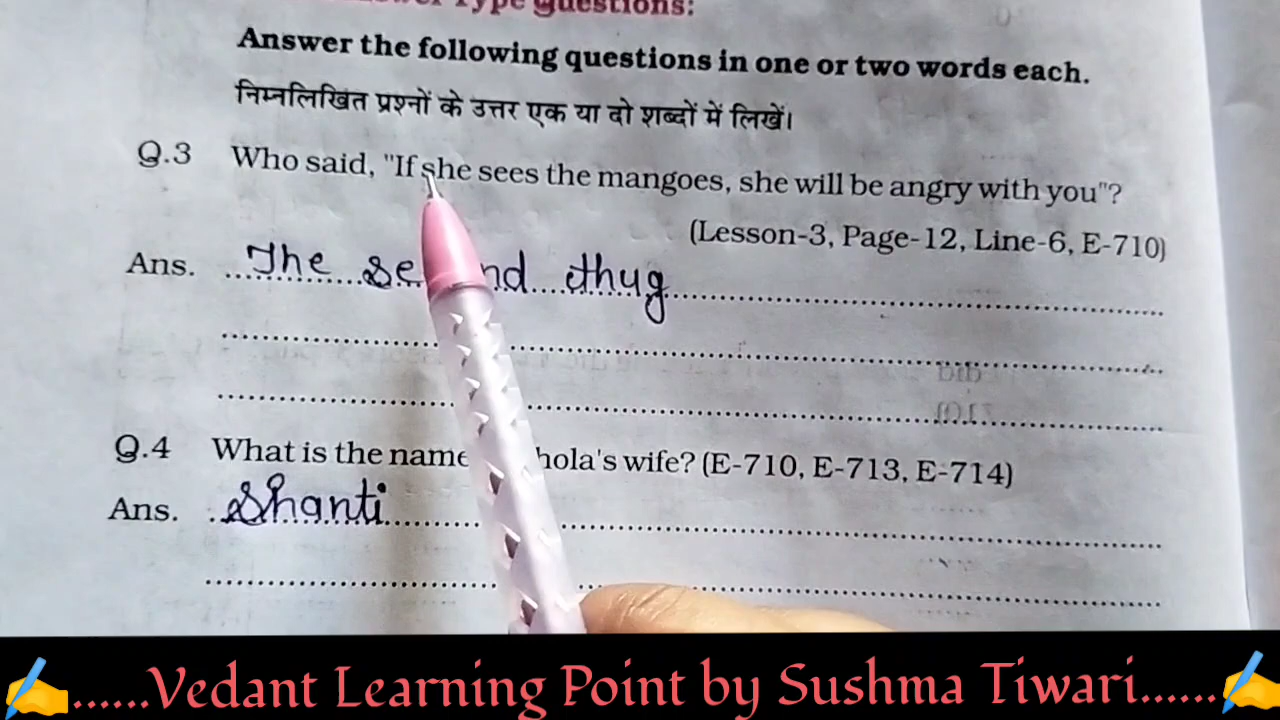 Type Questions:
Answer the following questions in one or two words each.
निम्नलिखित प्रश्नों के उत्तर एक या दो शब्दों में लिखें।
Q.3 Who said, "If she sees the mangoes, she will be angry with you"?
(Lesson-3, Page-12, Line-6, E-710)
Ans. The thug
Q.4 What is the name hola's wife? (E-710, E-713, E-714)
Ans. Shanti
✍......Vedant Learning Point by Sushma Tiwari......✍